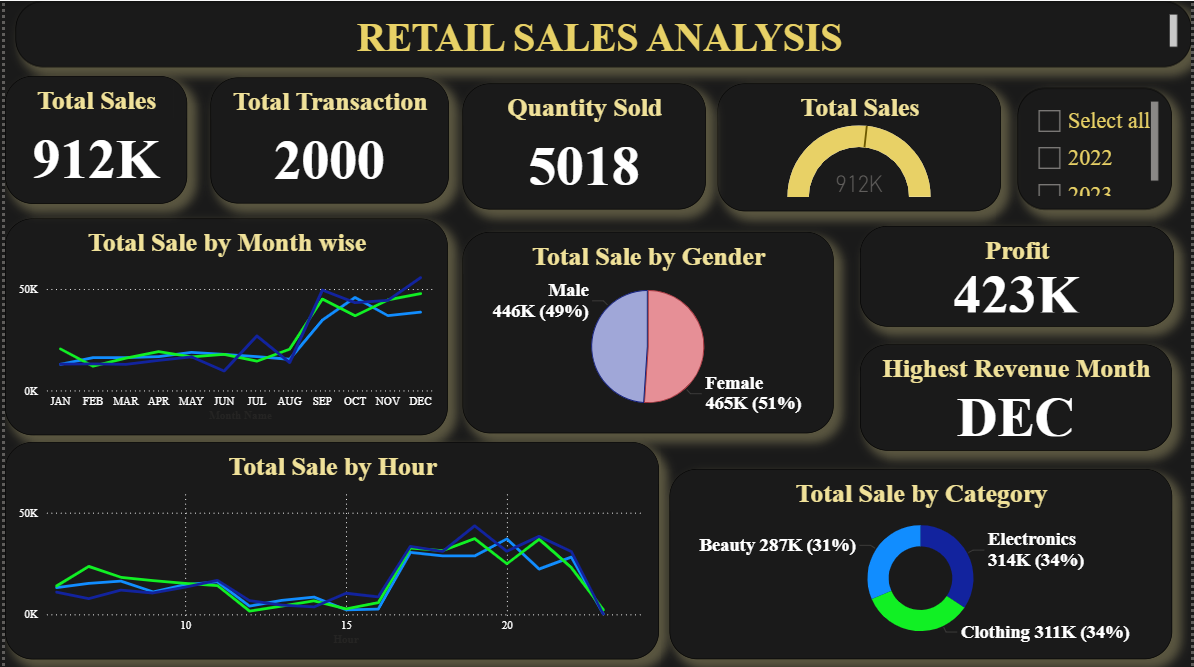 RETAIL SALES ANALYSIS
Total Sales
912K
Total Transaction
2000
Quantity Sold
5018
Total Sales
912K
Select all
2022
2023
Total Sale by Month wise
50K
0K
JAN FEB MAR APR MAY JUN JUL AUG SEP OCT NOV DEC
Month Name
Total Sale by Gender
Male
446K (49%)
Female
465K (51%)
Profit
423K
Highest Revenue Month
DEC
Total Sale by Hour
50K
0K
10 15 20
Hour
Total Sale by Category
Beauty 287K (31%)
Electronics
314K (34%)
Clothing 311K (34%)